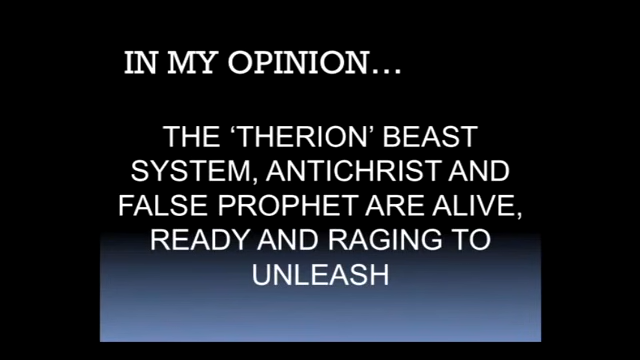 IN MY OPINION...
THE ‘THERION’ BEAST
SYSTEM, ANTICHRIST AND
FALSE PROPHET ARE ALIVE,
READY AND RAGING TO
UNLEASH